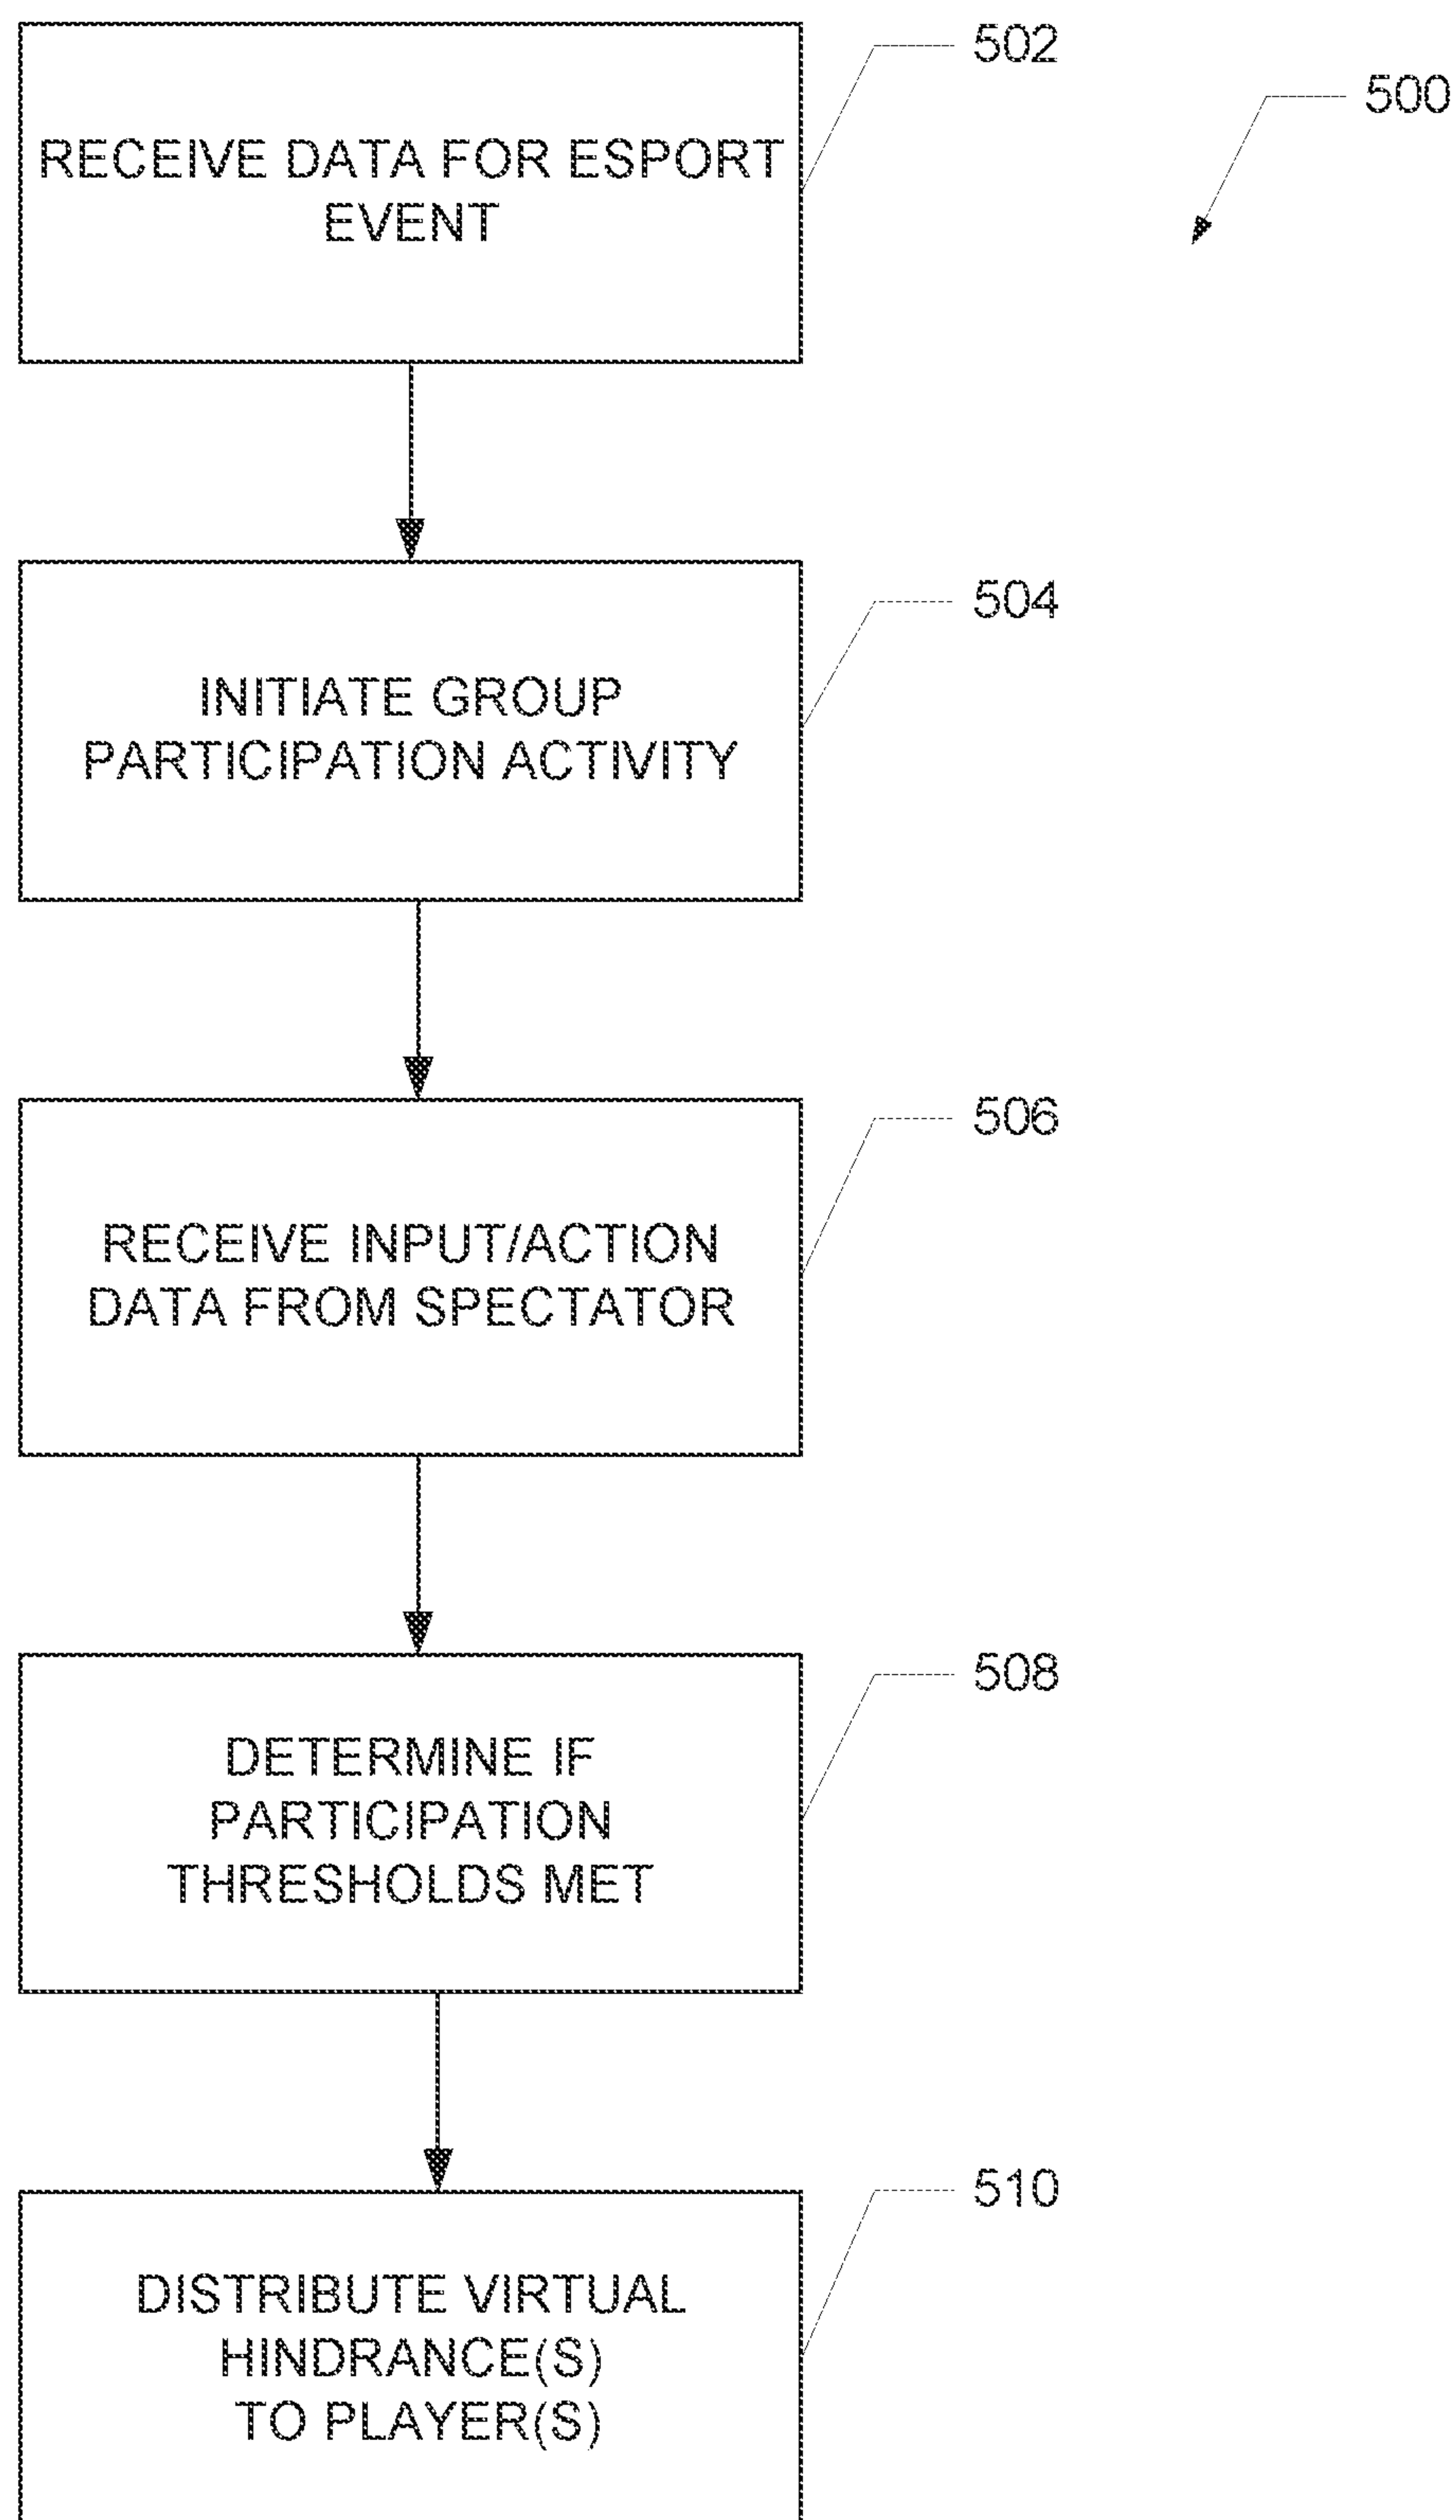 502
500
RECEIVE DATA FOR ESPORT
EVENT
504
INITIATE GROUP
PARTICIPATION ACTIVITY
506
RECEIVE INPUT/ACTION
DATA FROM SPECTATOR
508
DETERMINE IF
PARTICIPATION
THRESHOLDS MET
510
DISTRIBUTE VIRTUAL
HINDRANCE(S)
TO PLAYER(S)